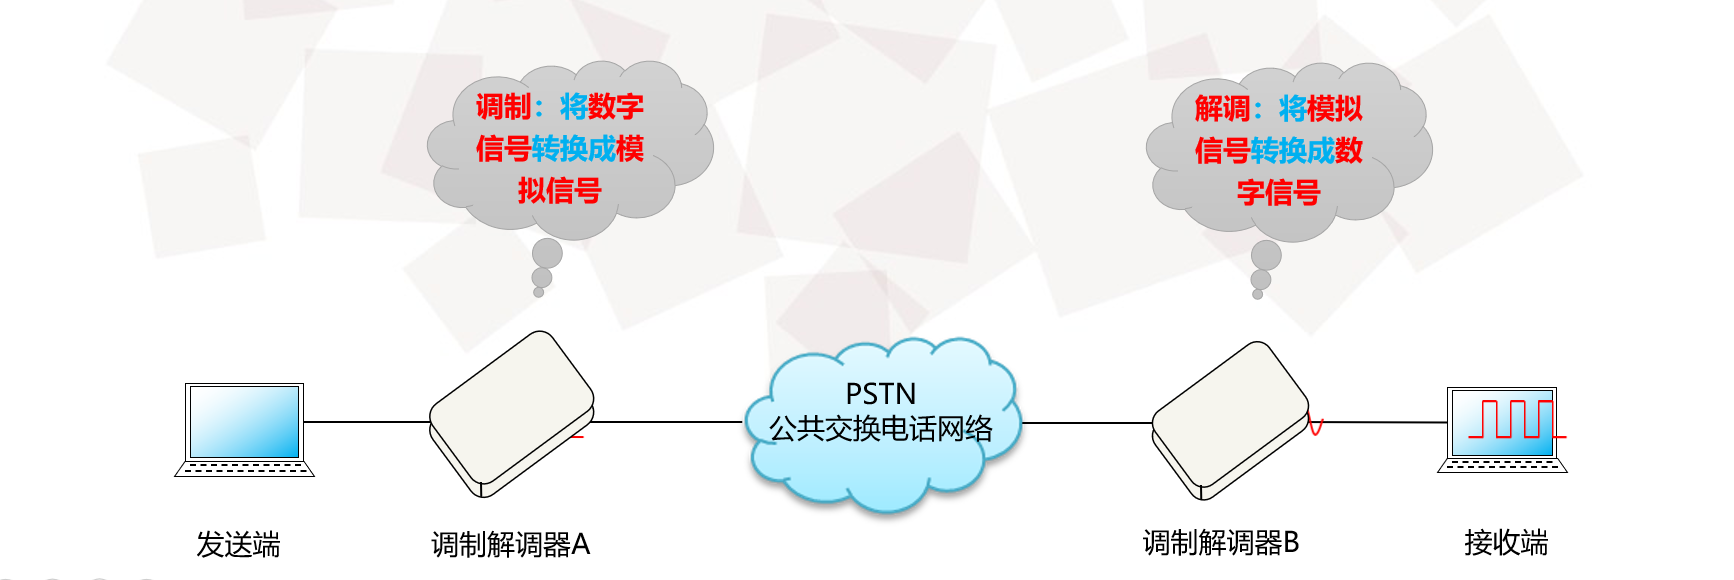 调制：将数字
信号转换成模
拟信号
解调：将模拟
信号转换成数
字信号
PSTN
公共交换电话网络
发送端
调制解调器A
调制解调器B
接收端